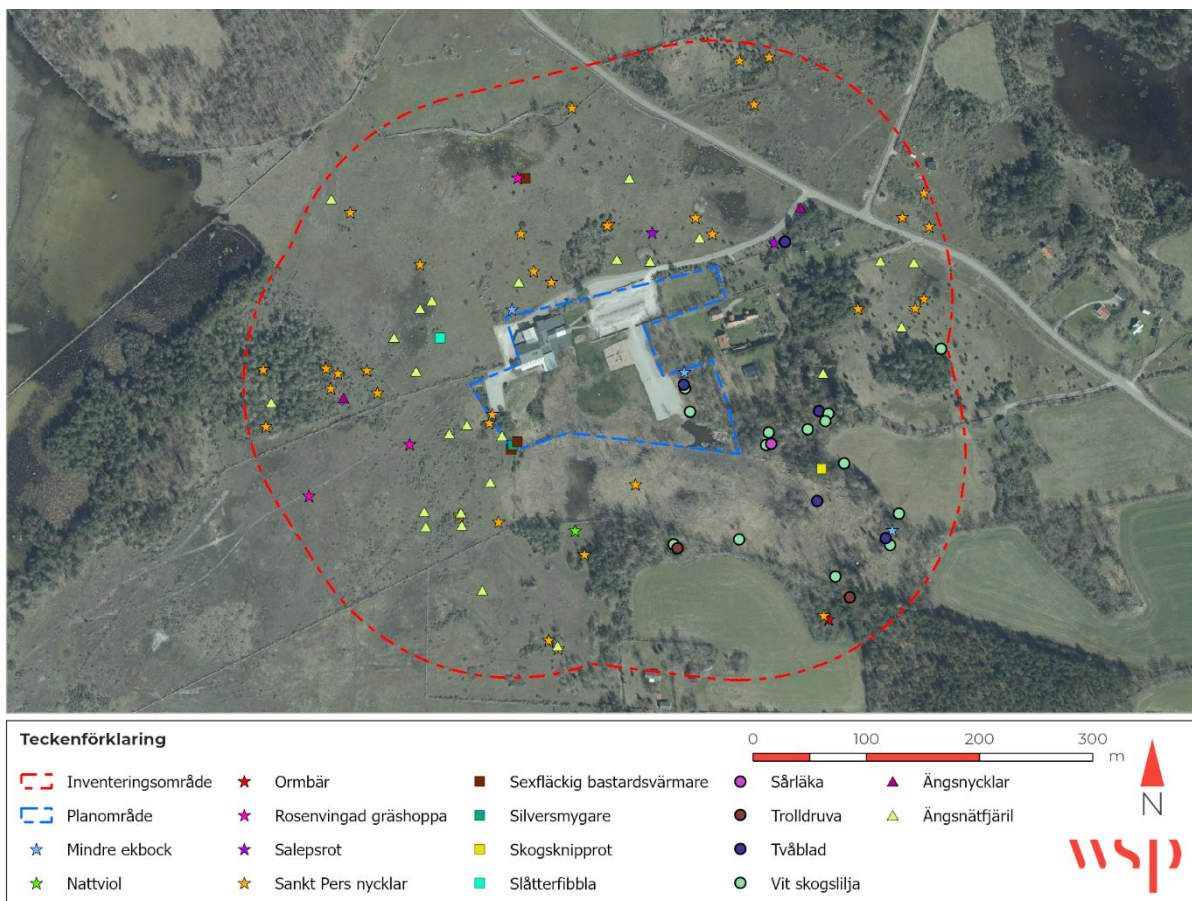 Teckenförklaring
Inventeringsområde
Planområde
Mindre ekbock
Nattviol
Ormbär
Rosenvingad gräshoppa
Salepsrot
Sankt Pers nycklar
Sexfläckig bastardsvärmare
Silversmygare
Skogsknipprot
Slåtterfibbla
Sårläka
Trolldruva
Tvåblad
Vit skogslilja
Ängsnycklar
Ängsnätfjäril
0 100 200 300
m
N
wsp